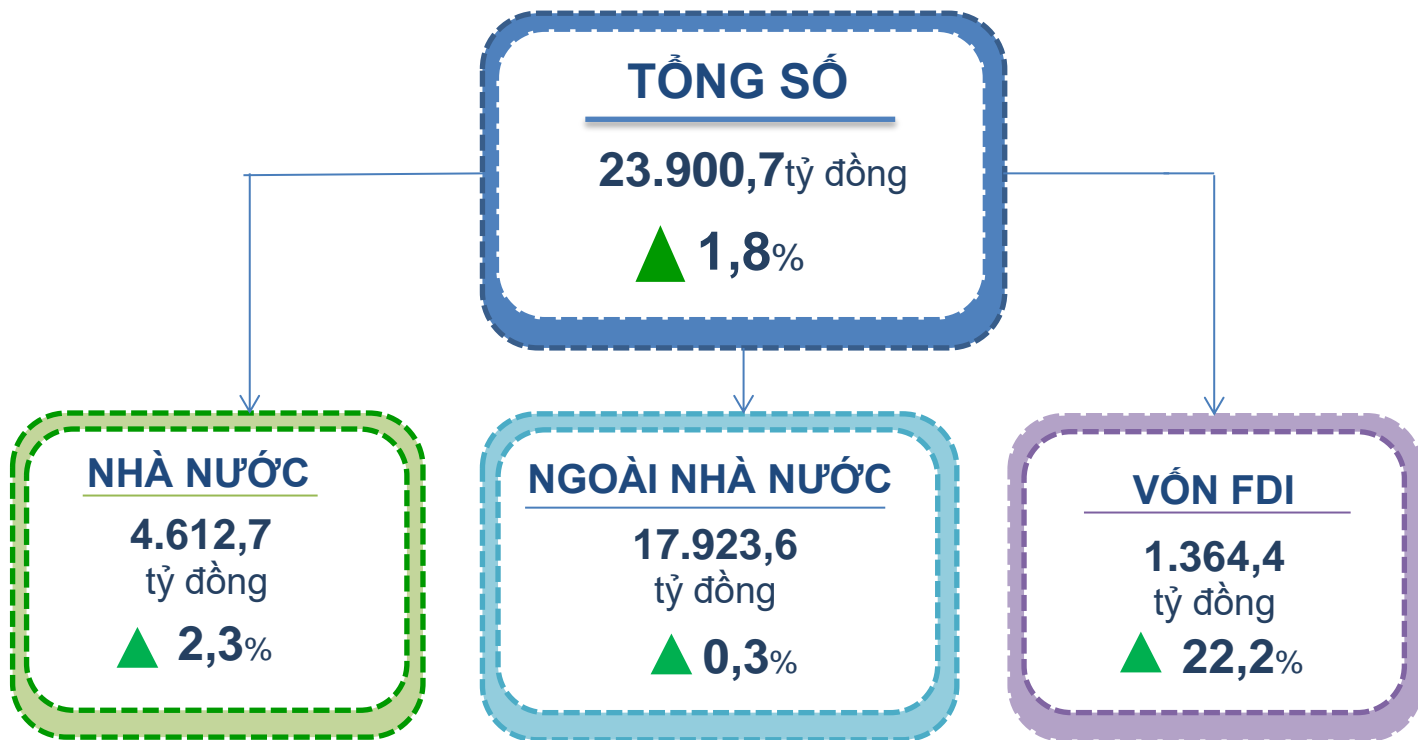 TỔNG SỐ
23.900,7tỷ đồng
1,8%
NHÀ NƯỚC
4.612,7
tỷ đồng
2,3%
NGOÀI NHÀ NƯỚC
17.923,6
tỷ đồng
0,3%
VỐN FDI
1.364,4
tỷ đồng
22,2%